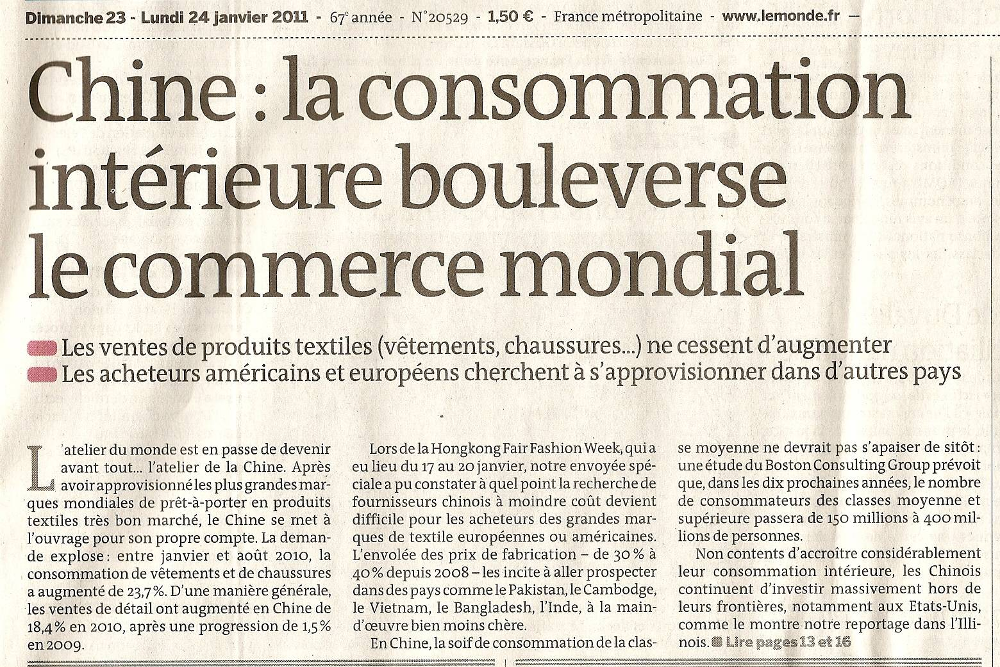 Dimanche 23 - Lundi 24 janvier 2011 - 67e année - N°20529 - 1,50 € - France métropolitaine - www.lemonde.fr —
Chine : la consommation
intérieure bouleverse
le commerce mondial
Les ventes de produits textiles (vêtements, chaussures...) ne cessent d'augmenter
Les acheteurs américains et européens cherchent à s'approvisionner dans d'autres pays
L'atelier du monde est en passe de devenir
avant tout... l'atelier de la Chine. Après
avoir approvisionné les plus grandes mar-
ques mondiales de prêt-à-porter en produits
textiles très bon marché, le Chine se met à
l'ouvrage pour son propre compte. La deman-
de explose : entre janvier et août 2010, la
consommation de vêtements et de chaussures
a augmenté de 23,7 %. D'une manière générale,
les ventes de détail ont augmenté en Chine de
18,4 % en 2010, après une progression de 1,5 %
en 2009.
Lors de la Hongkong Fair Fashion Week, qui a
eu lieu du 17 au 20 janvier, notre envoyée spé-
ciale a pu constater à quel point la recherche de
fournisseurs chinois à moindre coût devient
difficile pour les acheteurs des grandes mar-
ques de textile européennes ou américaines.
L'envolée des prix de fabrication – de 30 % à
40 % depuis 2008 – les incite à aller prospecter
dans des pays comme le Pakistan, le Cambodge,
le Vietnam, le Bangladesh, l'Inde, à la main-
d'œuvre bien moins chère.
En Chine, la soif de consommation de la clas-
se moyenne ne devrait pas s'apaiser de sitôt :
une étude du Boston Consulting Group prévoit
que, dans les dix prochaines années, le nombre
de consommateurs des classes moyenne et
supérieure passera de 150 millions à 400 mil-
lions de personnes.
Non contents d'accroître considérablement
leur consommation intérieure, les Chinois
continuent d'investir massivement hors de
leurs frontières, notamment aux Etats-Unis,
comme le montre notre reportage dans l'Illi-
nois. Lire pages 13 et 16